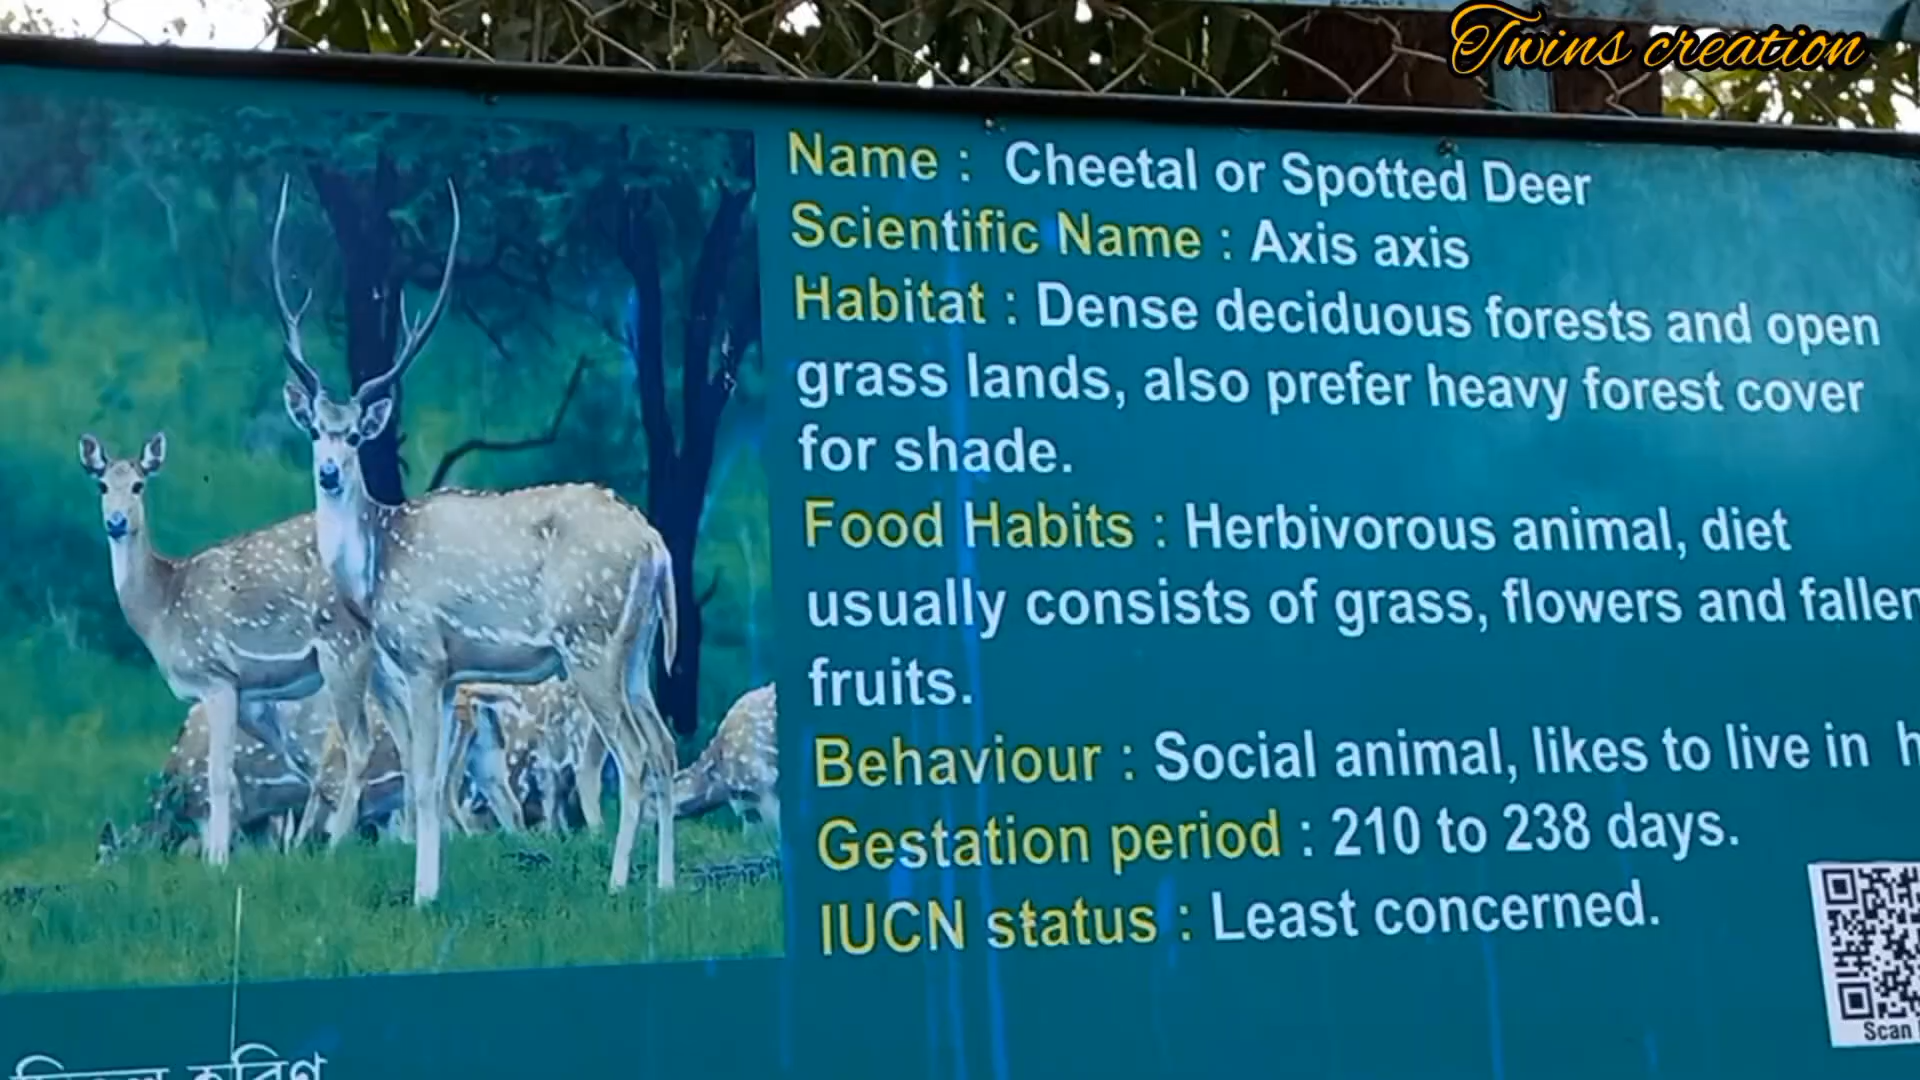 Twins creation
Name : Cheetal or Spotted Deer
Scientific Name : Axis axis
Habitat : Dense deciduous forests and open
grass lands, also prefer heavy forest cover
for shade.
Food Habits : Herbivorous animal, diet
usually consists of grass, flowers and fallen
fruits.
Behaviour : Social animal, likes to live in
Gestation period : 210 to 238 days.
IUCN status : Least concerned.
Scan
হরিণ